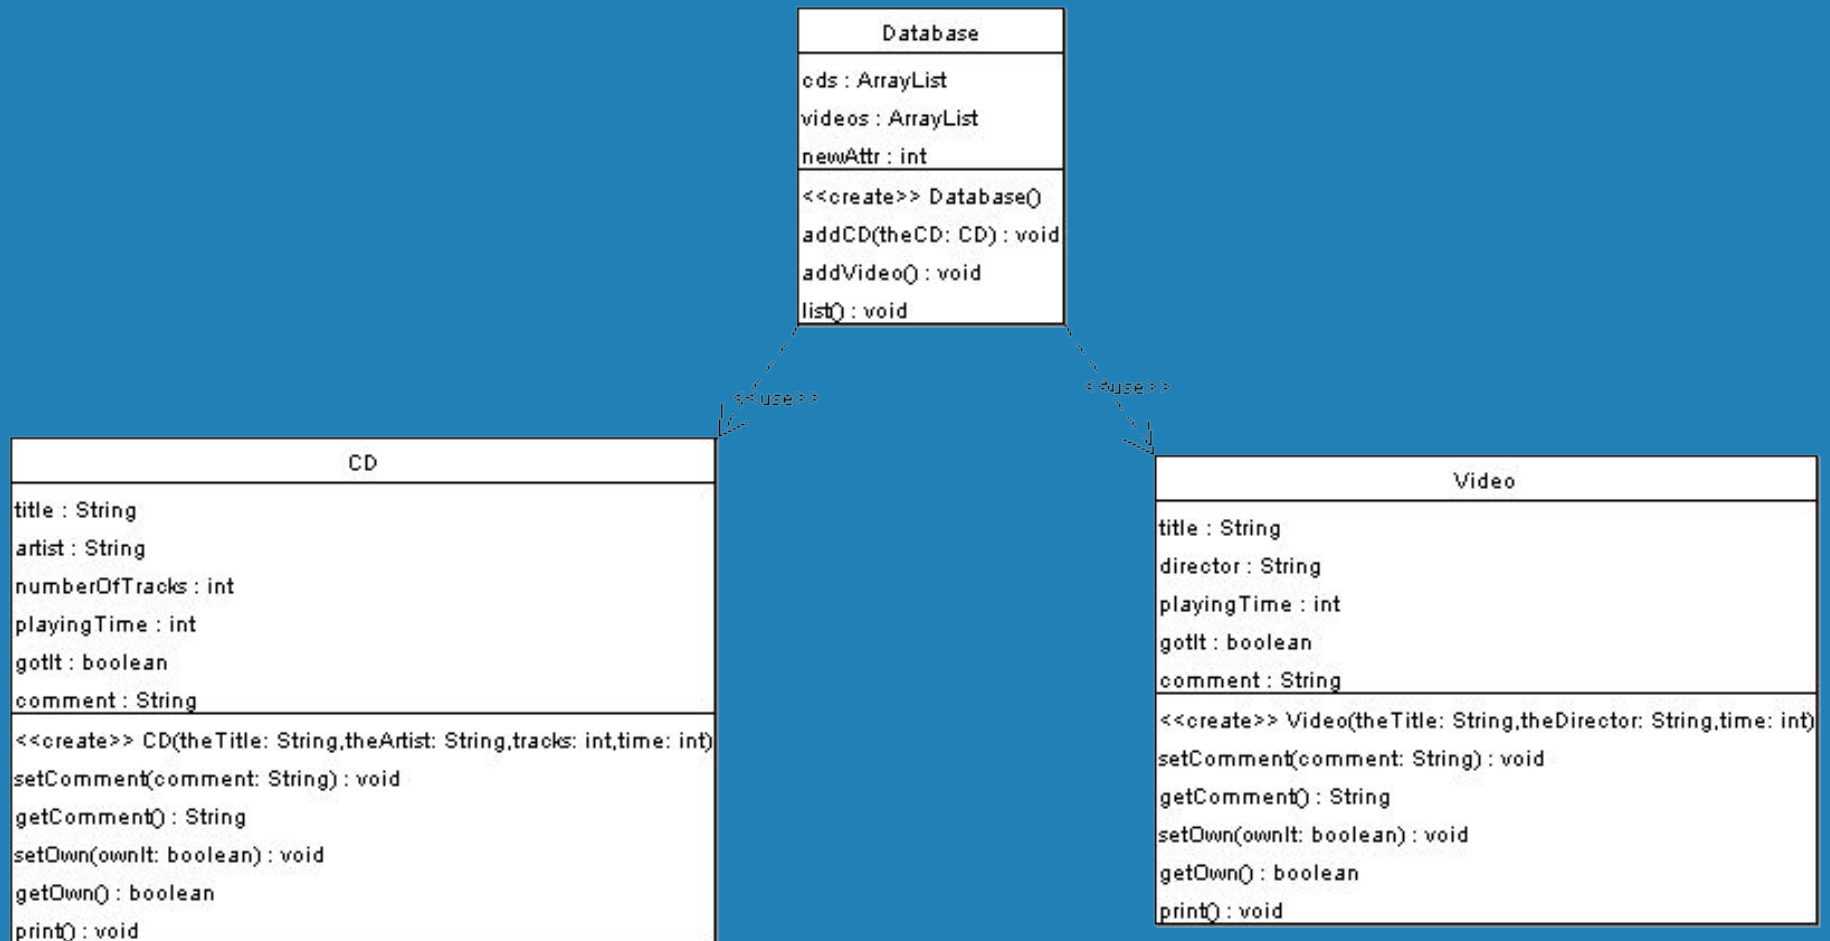 Database
cds : ArrayList
videos : ArrayList
newAttr : int
<<create>> Database()
addCD(theCD: CD) : void
addVideo() : void
list() : void
<<use>>
<<use>>
CD
title : String
artist : String
numberOfTracks : int
playingTime : int
gotIt : boolean
comment : String
<<create>> CD(theTitle: String,theArtist: String,tracks: int,time: int)
setComment(comment: String) : void
getComment() : String
setOwn(ownIt: boolean) : void
getOwn() : boolean
print() : void
Video
title : String
director : String
playingTime : int
gotIt : boolean
comment : String
<<create>> Video(theTitle: String,theDirector: String,time: int)
setComment(comment: String) : void
getComment() : String
setOwn(ownIt: boolean) : void
getOwn() : boolean
print() : void